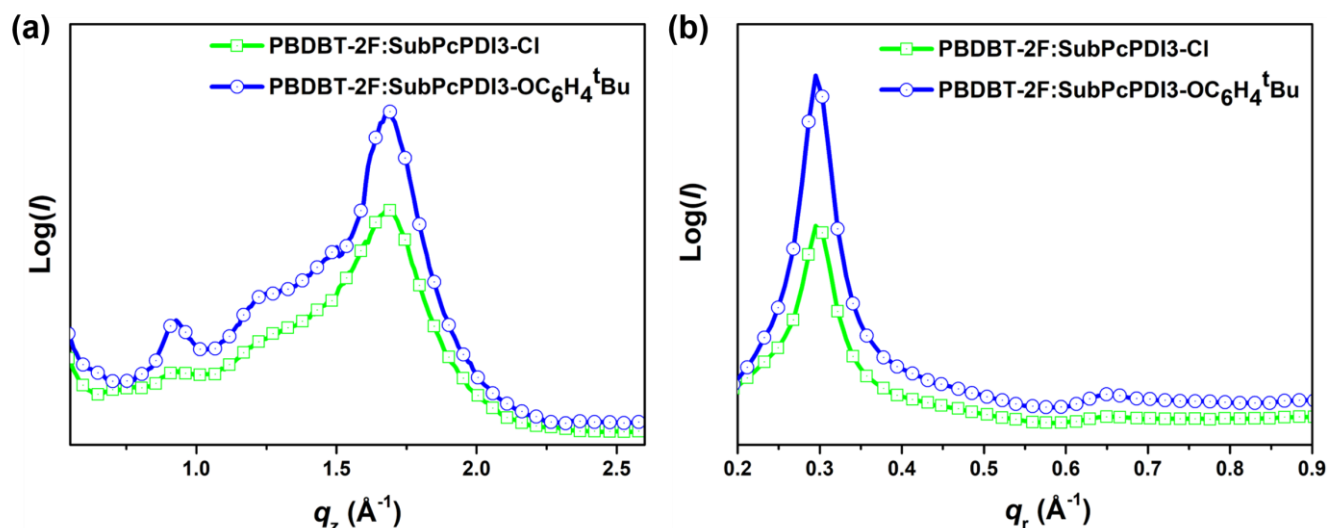 (a)
PBDBT-2F:SubPcPDI3-Cl
PBDBT-2F:SubPcPDI3-OC₆H₄ᵗBu
Log(I)
1.0 1.5 2.0 2.5
q_z (Å⁻¹)
(b)
PBDBT-2F:SubPcPDI3-Cl
PBDBT-2F:SubPcPDI3-OC₆H₄ᵗBu
Log(I)
0.2 0.3 0.4 0.5 0.6 0.7 0.8 0.9
q_r (Å⁻¹)